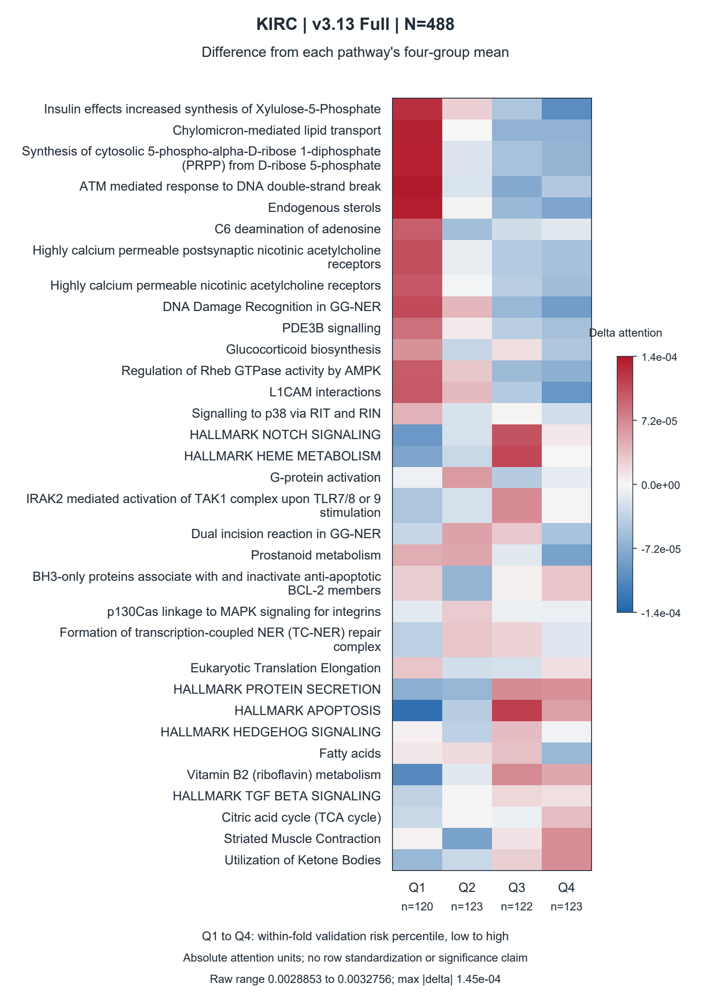 KIRC | v3.13 Full | N=488
Difference from each pathway's four-group mean
Insulin effects increased synthesis of Xylulose-5-Phosphate
Chylomicron-mediated lipid transport
Synthesis of cytosolic 5-phospho-alpha-D-ribose 1-diphosphate
(PRPP) from D-ribose 5-phosphate
ATM mediated response to DNA double-strand break
Endogenous sterols
C6 deamination of adenosine
Highly calcium permeable postsynaptic nicotinic acetylcholine
receptors
Highly calcium permeable nicotinic acetylcholine receptors
DNA Damage Recognition in GG-NER
PDE3B signalling
Glucocorticoid biosynthesis
Regulation of Rheb GTPase activity by AMPK
L1CAM interactions
Signalling to p38 via RIT and RIN
HALLMARK NOTCH SIGNALING
HALLMARK HEME METABOLISM
G-protein activation
IRAK2 mediated activation of TAK1 complex upon TLR7/8 or 9
stimulation
Dual incision reaction in GG-NER
Prostanoid metabolism
BH3-only proteins associate with and inactivate anti-apoptotic
BCL-2 members
p130Cas linkage to MAPK signaling for integrins
Formation of transcription-coupled NER (TC-NER) repair
complex
Eukaryotic Translation Elongation
HALLMARK PROTEIN SECRETION
HALLMARK APOPTOSIS
HALLMARK HEDGEHOG SIGNALING
Fatty acids
Vitamin B2 (riboflavin) metabolism
HALLMARK TGF BETA SIGNALING
Citric acid cycle (TCA cycle)
Striated Muscle Contraction
Utilization of Ketone Bodies
Delta attention
1.4e-04
7.2e-05
0.0e+00
-7.2e-05
-1.4e-04
Q1 Q2 Q3 Q4
n=120 n=123 n=122 n=123
Q1 to Q4: within-fold validation risk percentile, low to high
Absolute attention units; no row standardization or significance claim
Raw range 0.0028853 to 0.0032756; max |delta| 1.45e-04